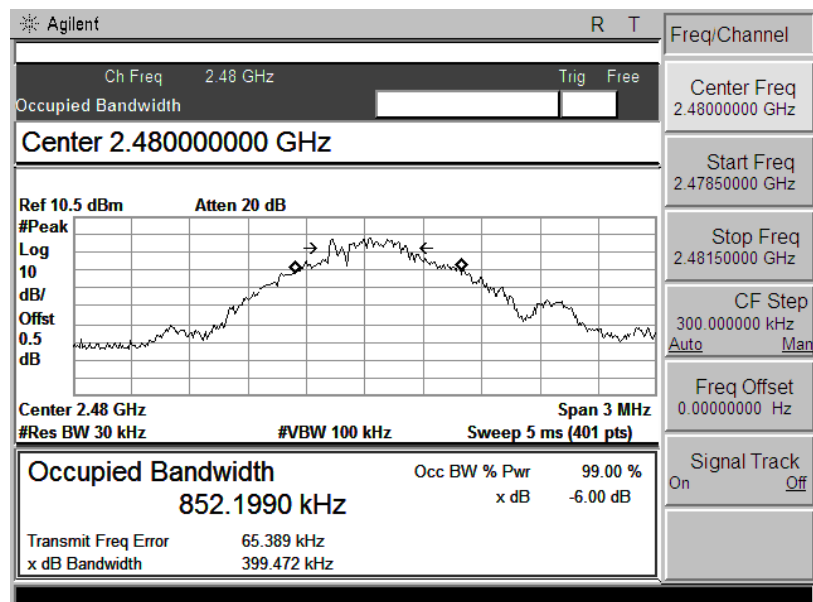 Agilent R T
Ch Freq 2.48 GHz Trig Free
Occupied Bandwidth
Center 2.480000000 GHz
Ref 10.5 dBm Atten 20 dB
#Peak
Log
10
dB/
Offst
0.5
dB
Center 2.48 GHz Span 3 MHz
#Res BW 30 kHz #VBW 100 kHz Sweep 5 ms (401 pts)
Occupied Bandwidth Occ BW % Pwr 99.00 %
852.1990 kHz x dB -6.00 dB
Transmit Freq Error 65.389 kHz
x dB Bandwidth 399.472 kHz
Freq/Channel
Center Freq
2.48000000 GHz
Start Freq
2.47850000 GHz
Stop Freq
2.48150000 GHz
CF Step
300.000000 kHz
Auto Man
Freq Offset
0.00000000 Hz
Signal Track
On Off